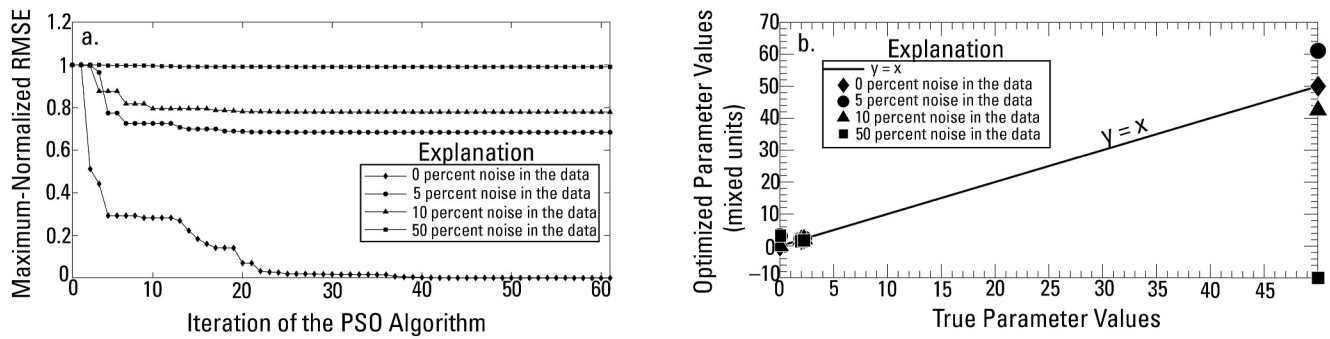 Maximum-Normalized RMSE
1.2
1
0.8
0.6
0.4
0.2
0
a.
Explanation
0 percent noise in the data
5 percent noise in the data
10 percent noise in the data
50 percent noise in the data
0 10 20 30 40 50 60
Iteration of the PSO Algorithm
Optimized Parameter Values
(mixed units)
70
60
50
40
30
20
10
0
−10
b.
Explanation
y = x
0 percent noise in the data
5 percent noise in the data
10 percent noise in the data
50 percent noise in the data
y = x
0 5 10 15 20 25 30 35 40 45
True Parameter Values